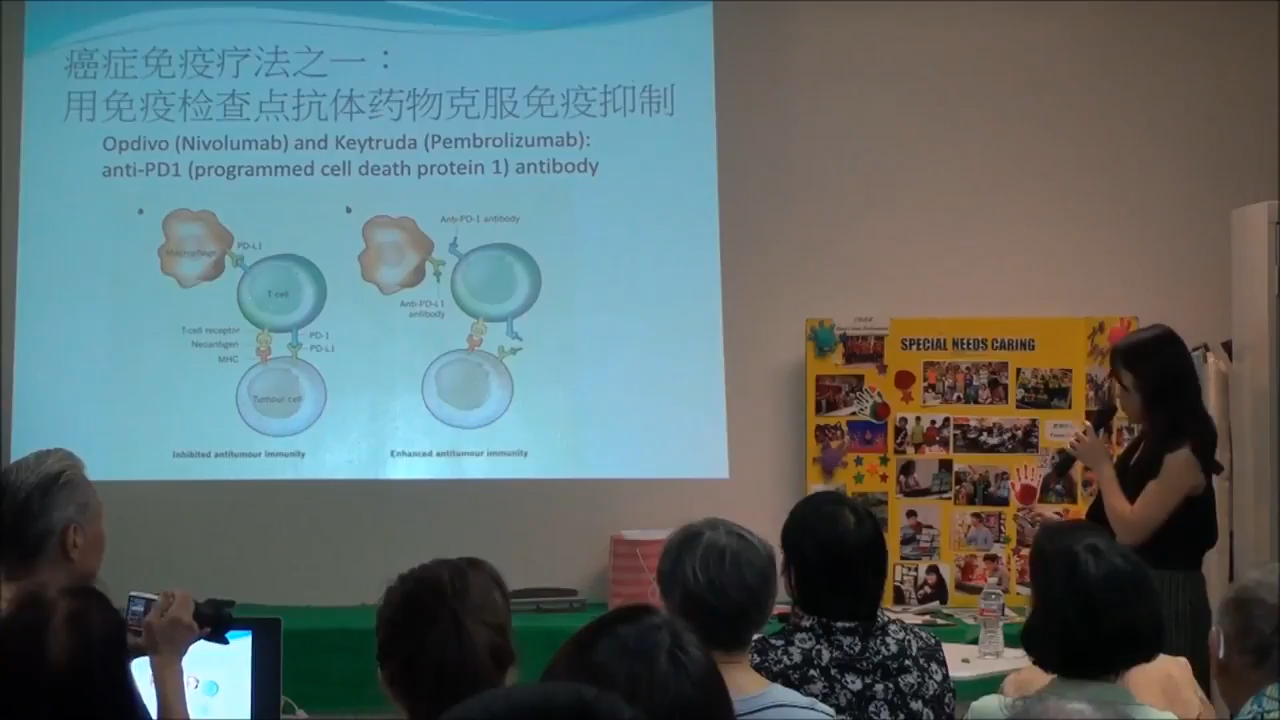 癌症免疫疗法之一：
用免疫检查点抗体药物克服免疫抑制
Opdivo (Nivolumab) and Keytruda (Pembrolizumab):
anti-PD1 (programmed cell death protein 1) antibody
a
Macrophage
PD-L1
T cell
T-cell receptor
Neoantigen
MHC
PD-1
PD-L1
Tumour cell
Inhibited antitumour immunity
b
Anti-PD-1 antibody
Anti-PD-L1
antibody
Enhanced antitumour immunity
SPECIAL NEEDS CARING